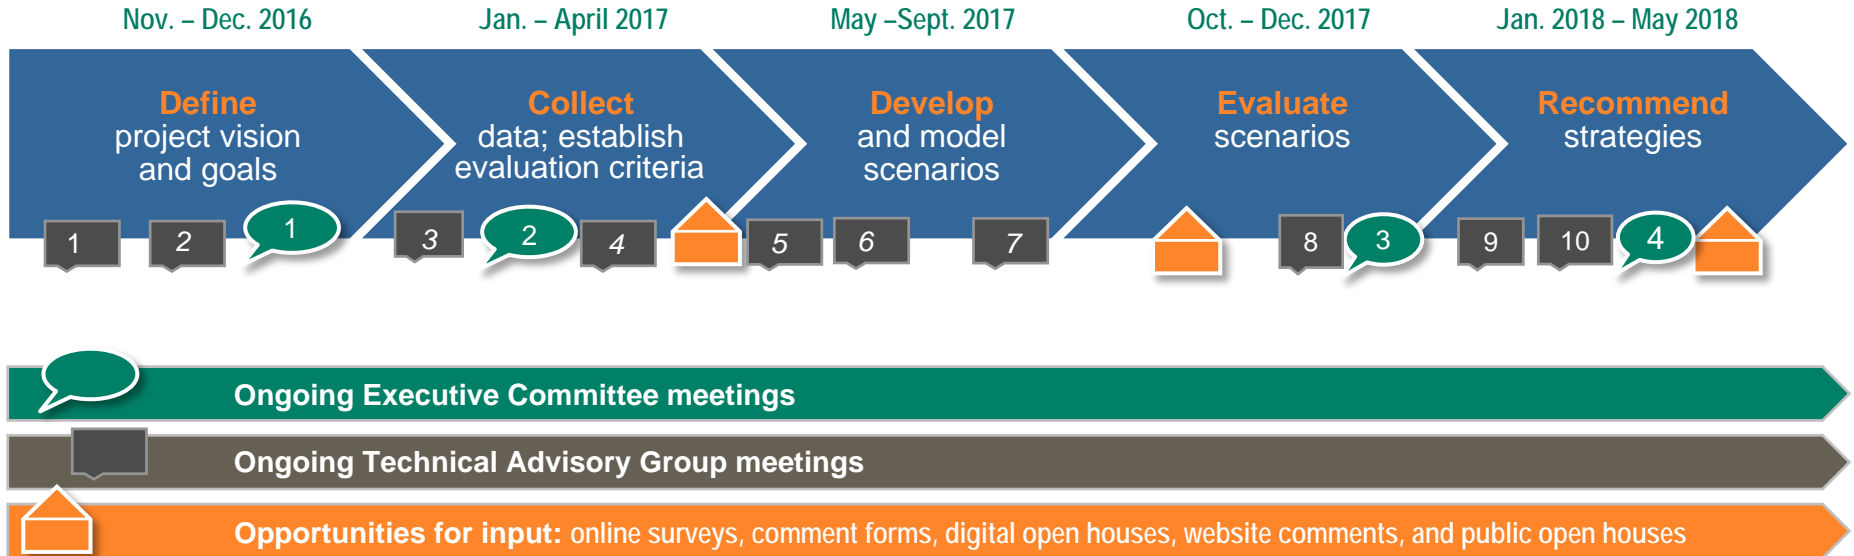 Nov. – Dec. 2016
Jan. – April 2017
May –Sept. 2017
Oct. – Dec. 2017
Jan. 2018 – May 2018
Define
project vision
and goals
Collect
data; establish
evaluation criteria
Develop
and model
scenarios
Evaluate
scenarios
Recommend
strategies
1
2
1
3
2
4
5
6
7
8
3
9
10
4
Ongoing Executive Committee meetings
Ongoing Technical Advisory Group meetings
Opportunities for input: online surveys, comment forms, digital open houses, website comments, and public open houses